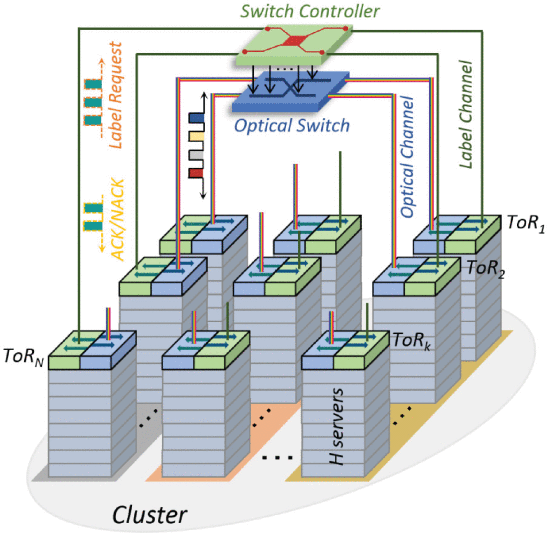 Switch Controller
Label Request
Optical Switch
Optical Channel
Label Channel
ACK/NACK
ToR1
ToR2
ToRN
ToRk
H servers
Cluster